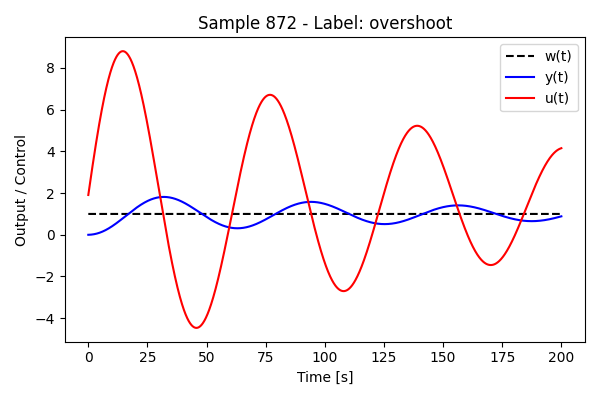 Sample 872 - Label: overshoot
w(t)
y(t)
u(t)
Output / Control
8
6
4
2
0
−2
−4
0 25 50 75 100 125 150 175 200
Time [s]